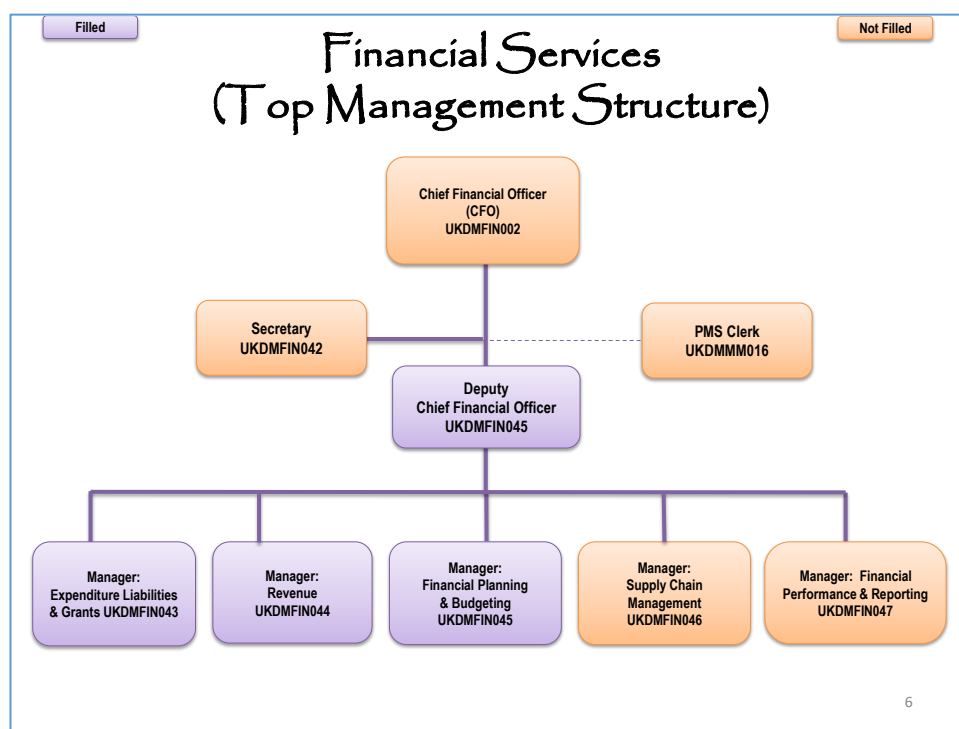 Filled
Not Filled
Financial Services
(Top Management Structure)
Chief Financial Officer
(CFO)
UKDMFIN002
Secretary
UKDMFIN042
PMS Clerk
UKDMMM016
Deputy
Chief Financial Officer
UKDMFIN045
Manager:
Expenditure Liabilities
& Grants UKDMFIN043
Manager:
Revenue
UKDMFIN044
Manager:
Financial Planning
& Budgeting
UKDMFIN045
Manager:
Supply Chain
Management
UKDMFIN046
Manager: Financial
Performance & Reporting
UKDMFIN047
6